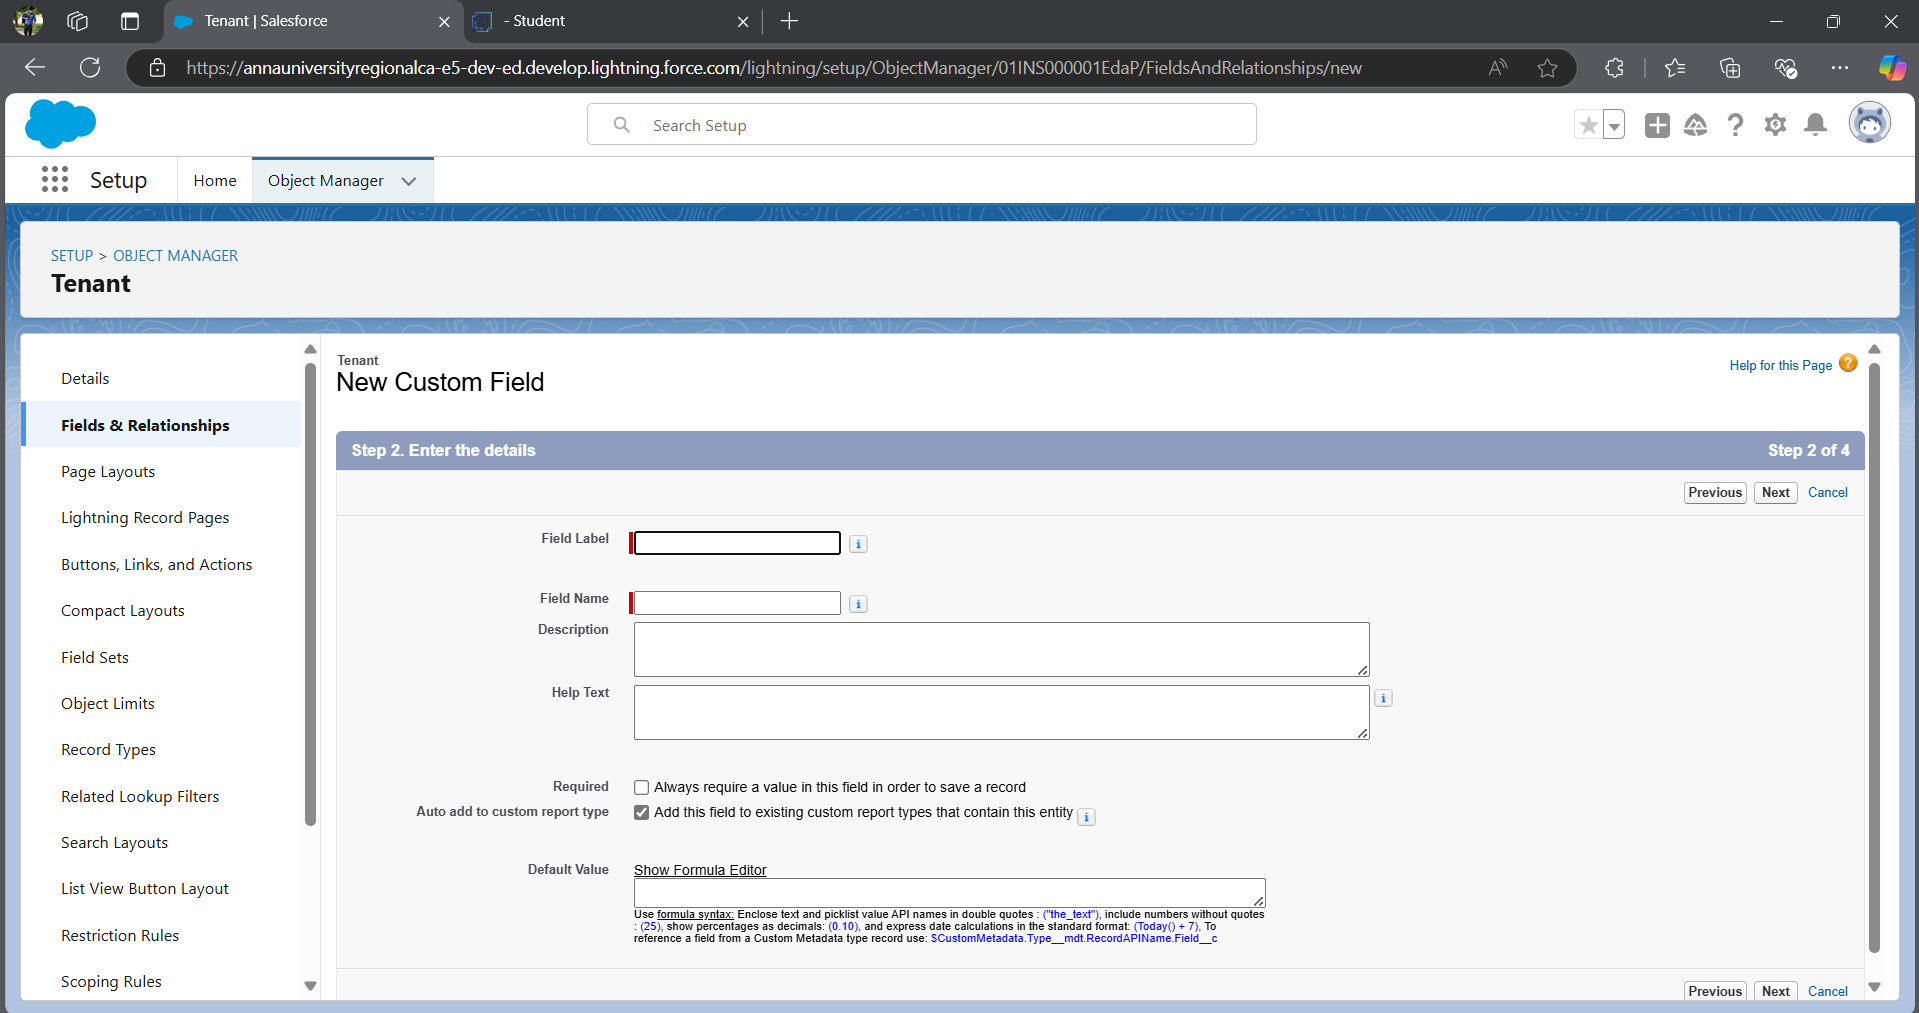 Tenant | Salesforce
- Student
https://annauniversityregionalca-e5-dev-ed.develop.lightning.force.com/lightning/setup/ObjectManager/01INS000001EdaP/FieldsAndRelationships/new
Search Setup
Setup
Home
Object Manager
SETUP > OBJECT MANAGER
Tenant
Details
Fields & Relationships
Page Layouts
Lightning Record Pages
Buttons, Links, and Actions
Compact Layouts
Field Sets
Object Limits
Record Types
Related Lookup Filters
Search Layouts
List View Button Layout
Restriction Rules
Scoping Rules
Tenant
New Custom Field
Help for this Page
Step 2. Enter the details
Step 2 of 4
Previous Next Cancel
Field Label
Field Name
Description
Help Text
Required
Always require a value in this field in order to save a record
Auto add to custom report type
Add this field to existing custom report types that contain this entity
Default Value
Show Formula Editor
Use formula syntax: Enclose text and picklist value API names in double quotes : ("the_text"), include numbers without quotes
: (25), show percentages as decimals: (0.10), and express date calculations in the standard format: (Today() + 7), To
reference a field from a Custom Metadata type record use: $CustomMetadata.Type__mdt.RecordAPIName.Field__c
Previous Next Cancel